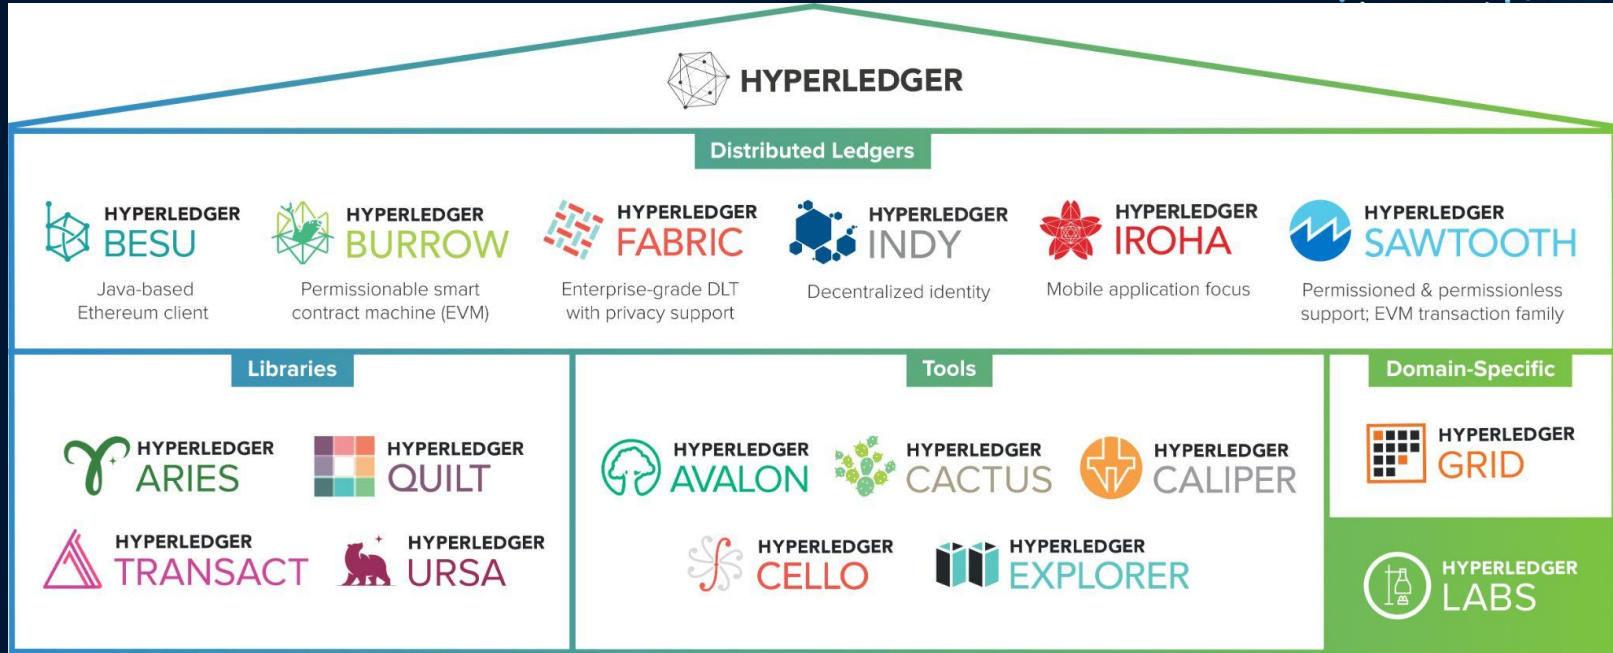 HYPERLEDGER
Distributed Ledgers
HYPERLEDGER
BESU
Java-based
Ethereum client
HYPERLEDGER
BURROW
Permissionable smart
contract machine (EVM)
HYPERLEDGER
FABRIC
Enterprise-grade DLT
with privacy support
HYPERLEDGER
INDY
Decentralized identity
HYPERLEDGER
IROHA
Mobile application focus
HYPERLEDGER
SAWTOOTH
Permissioned & permissionless
support; EVM transaction family
Libraries
HYPERLEDGER
ARIES
HYPERLEDGER
QUILT
HYPERLEDGER
TRANSACT
HYPERLEDGER
URSA
Tools
HYPERLEDGER
AVALON
HYPERLEDGER
CACTUS
HYPERLEDGER
CALIPER
HYPERLEDGER
CELLO
HYPERLEDGER
EXPLORER
Domain-Specific
HYPERLEDGER
GRID
HYPERLEDGER
LABS